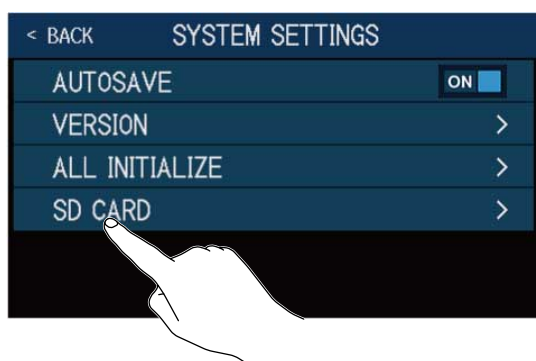 < BACK SYSTEM SETTINGS
AUTOSAVE ON
VERSION >
ALL INITIALIZE >
SD CARD >